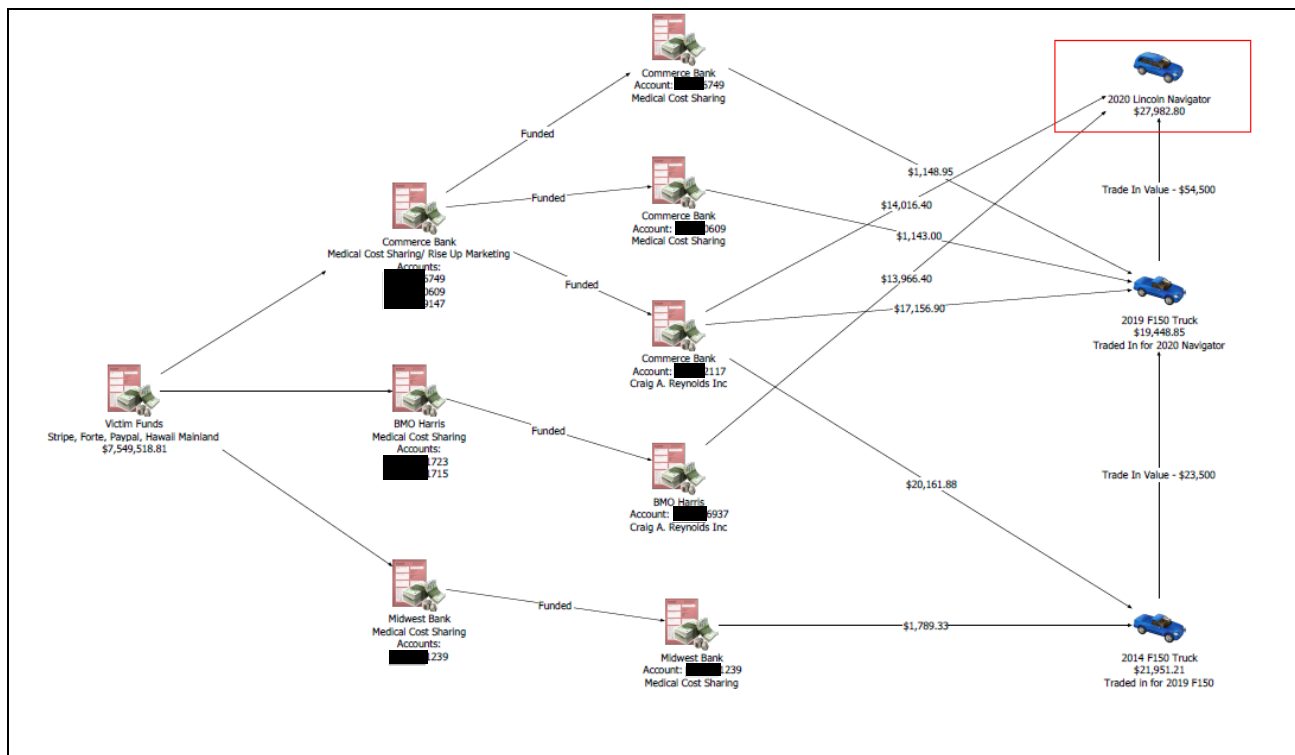 Commerce Bank
Account: 6749
Medical Cost Sharing
2020 Lincoln Navigator
$27,982.80
Funded
$1,148.95
Trade In Value - $54,500
$14,016.40
Commerce Bank
Account: 0609
Medical Cost Sharing
Funded
$1,143.00
Commerce Bank
Medical Cost Sharing/ Rise Up Marketing
Accounts:
6749
0609
9147
Funded
$13,966.40
$17,156.90
2019 F150 Truck
$19,448.85
Traded In for 2020 Navigator
Commerce Bank
Account: 2117
Craig A. Reynolds Inc
Victim Funds
Stripe, Forte, Paypal, Hawaii Mainland
$7,549,518.81
BMO Harris
Medical Cost Sharing
Accounts:
1723
1715
Funded
$20,161.88
Trade In Value - $23,500
BMO Harris
Account: 6937
Craig A. Reynolds Inc
Midwest Bank
Medical Cost Sharing
Accounts:
1239
Funded
$1,789.33
Midwest Bank
Account: 1239
Medical Cost Sharing
2014 F150 Truck
$21,951.21
Traded in for 2019 F150